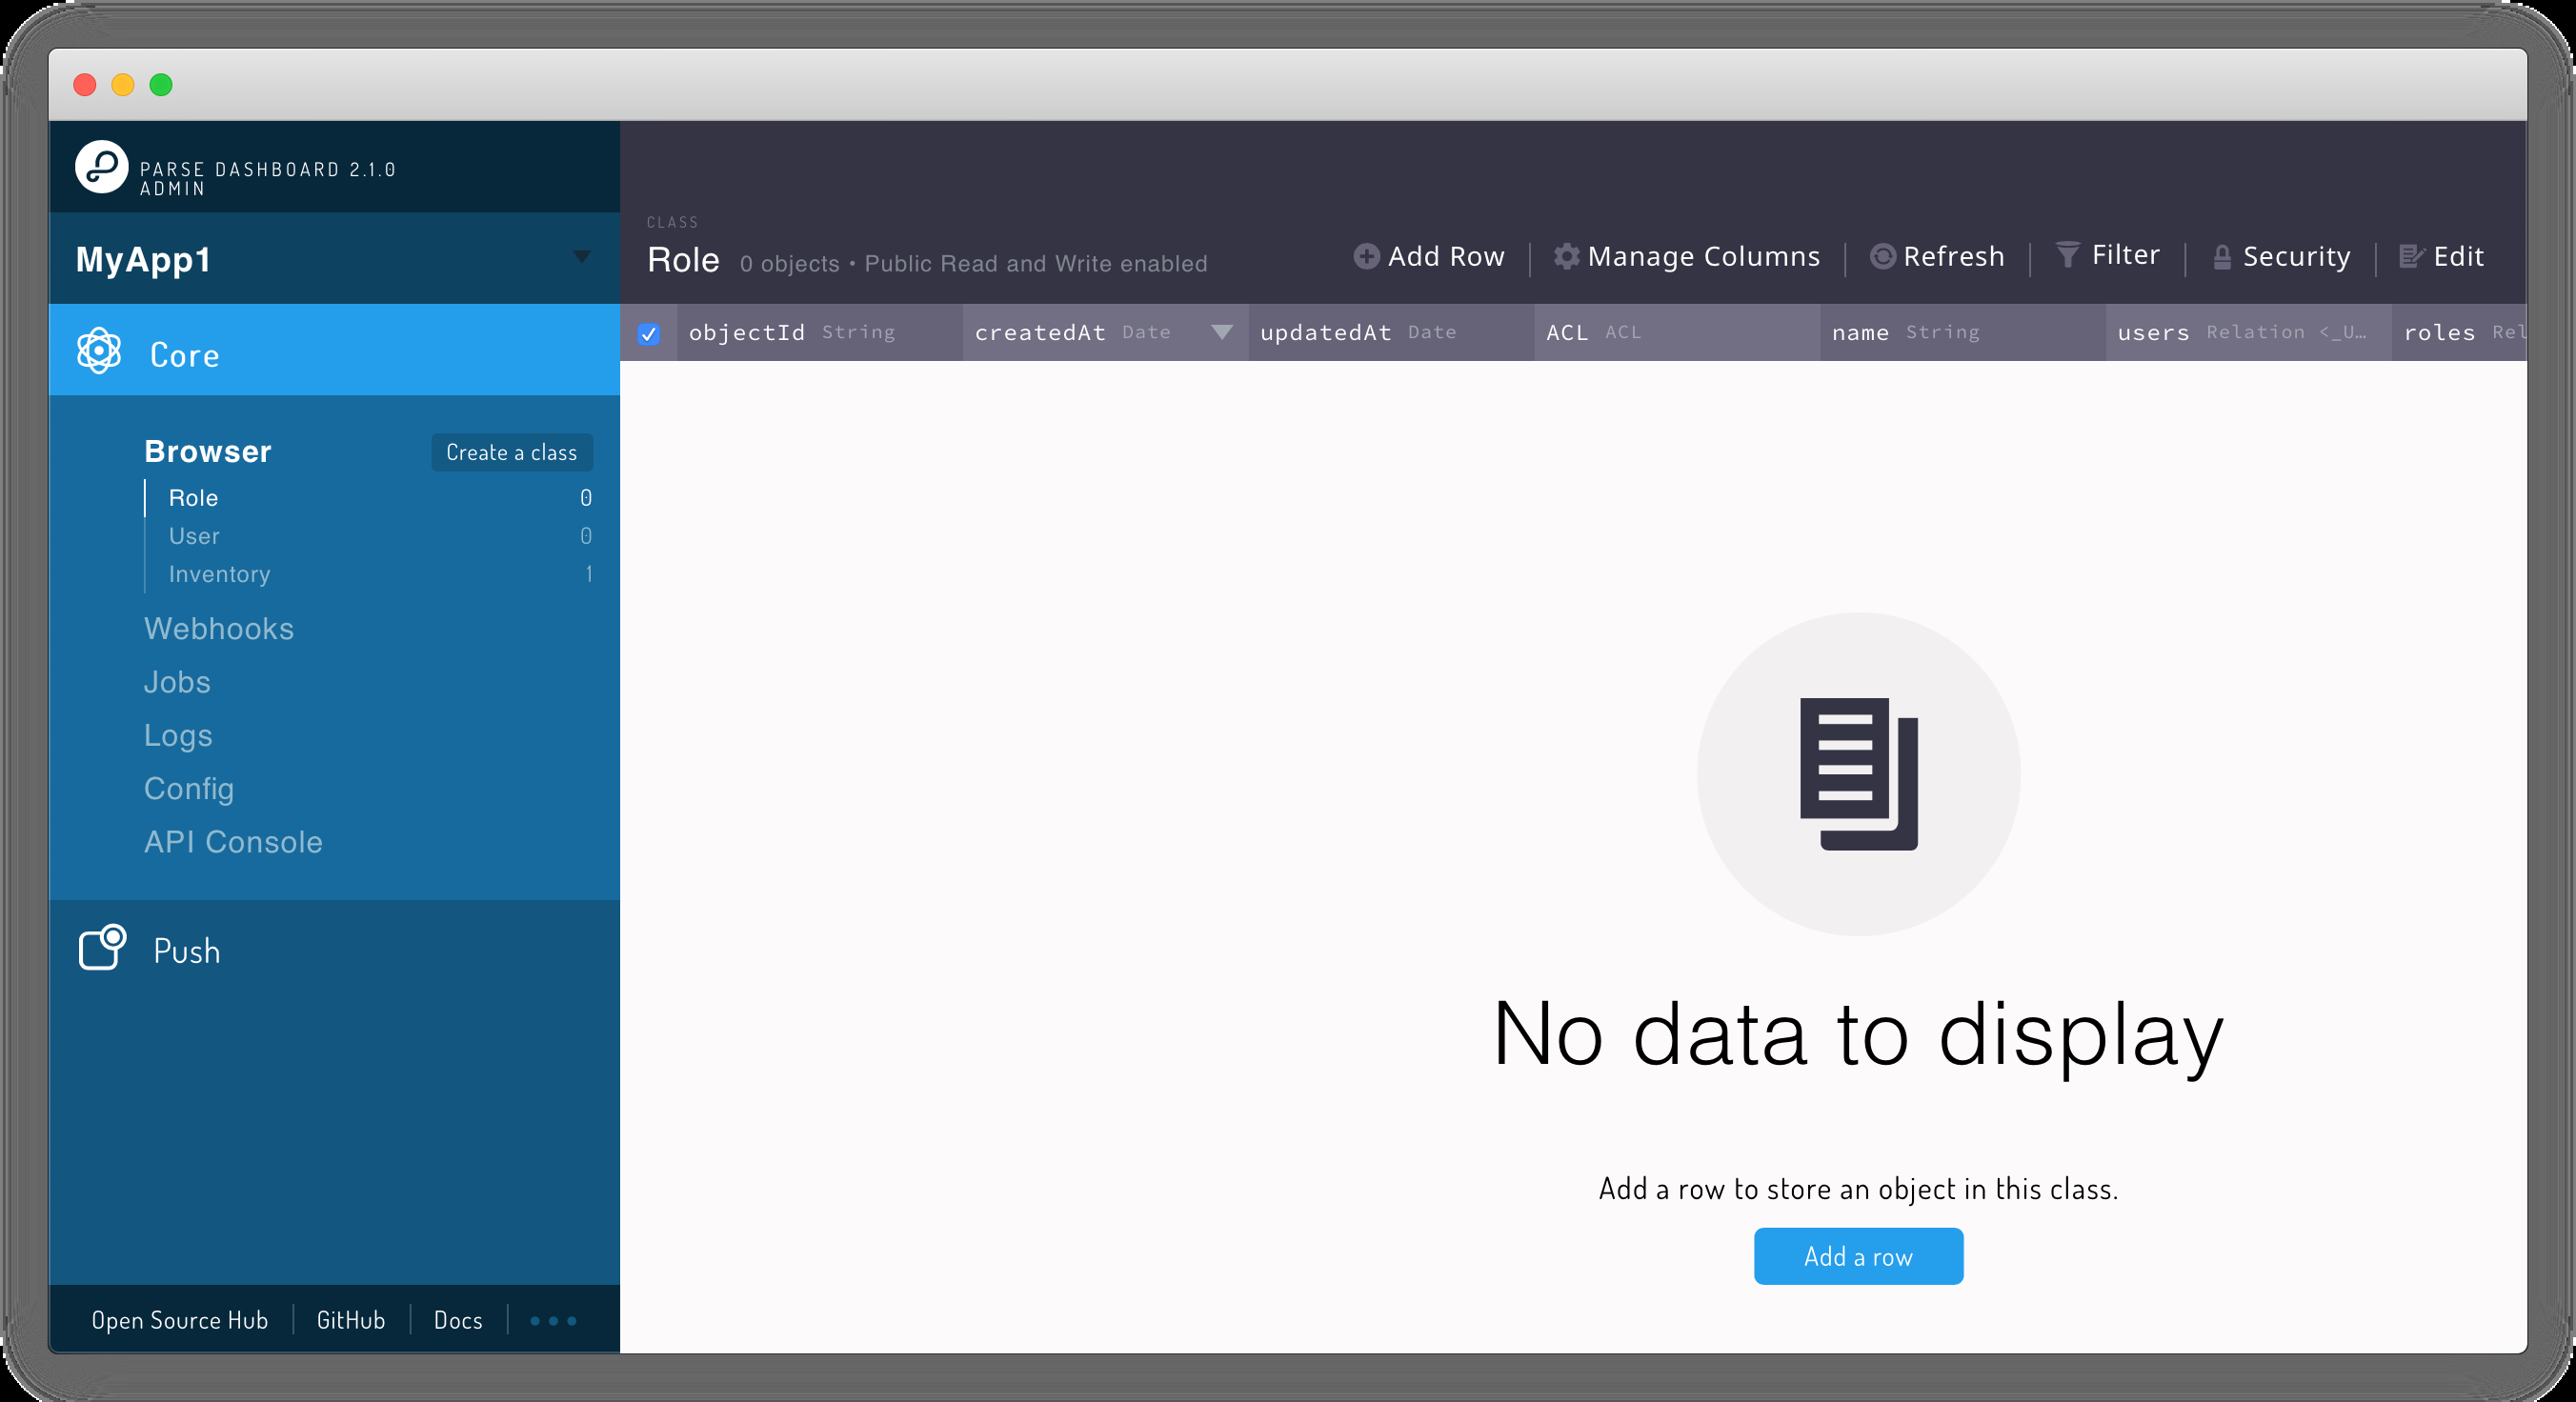 PARSE DASHBOARD 2.1.0
ADMIN
MyApp1
Core
Browser
Create a class
Role 0
User 0
Inventory 1
Webhooks
Jobs
Logs
Config
API Console
Push
Open Source Hub
GitHub
Docs
CLASS
Role 0 objects • Public Read and Write enabled
Add Row
Manage Columns
Refresh
Filter
Security
Edit
objectId String
createdAt Date
updatedAt Date
ACL ACL
name String
users Relation <_U…
roles Rel
No data to display
Add a row to store an object in this class.
Add a row